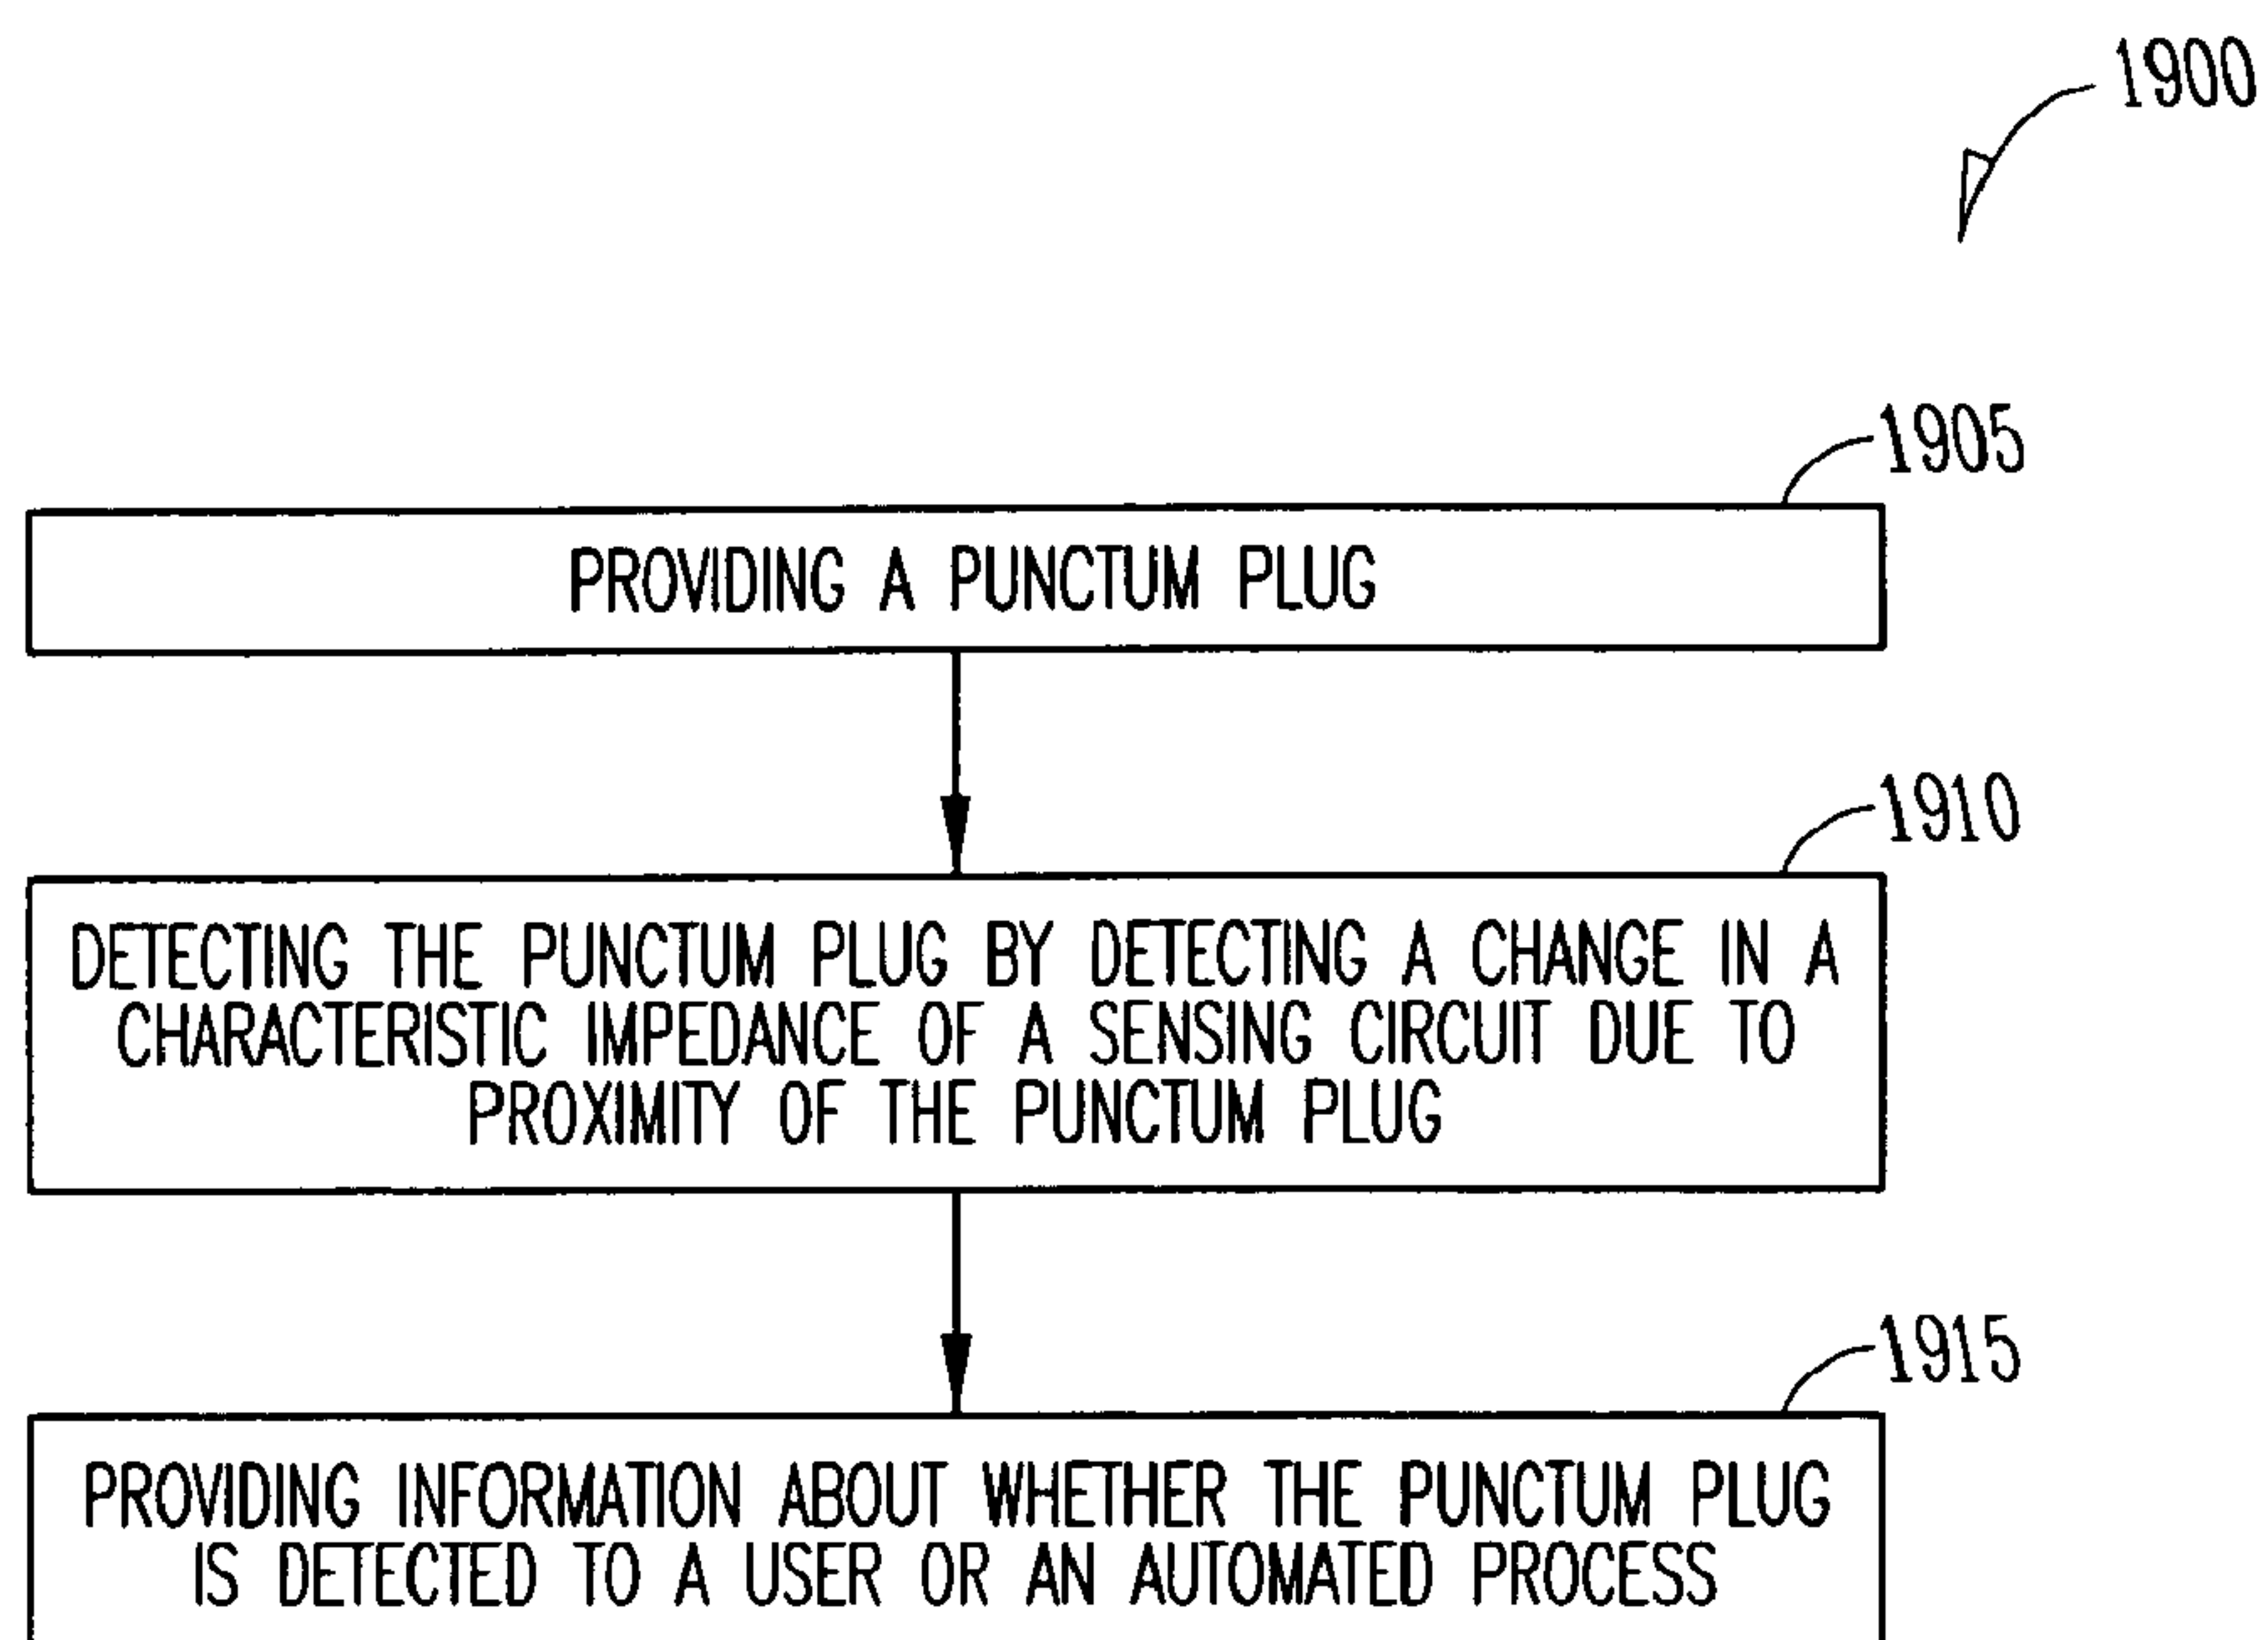 1900
1905
PROVIDING A PUNCTUM PLUG
1910
DETECTING THE PUNCTUM PLUG BY DETECTING A CHANGE IN A
CHARACTERISTIC IMPEDANCE OF A SENSING CIRCUIT DUE TO
PROXIMITY OF THE PUNCTUM PLUG
1915
PROVIDING INFORMATION ABOUT WHETHER THE PUNCTUM PLUG
IS DETECTED TO A USER OR AN AUTOMATED PROCESS